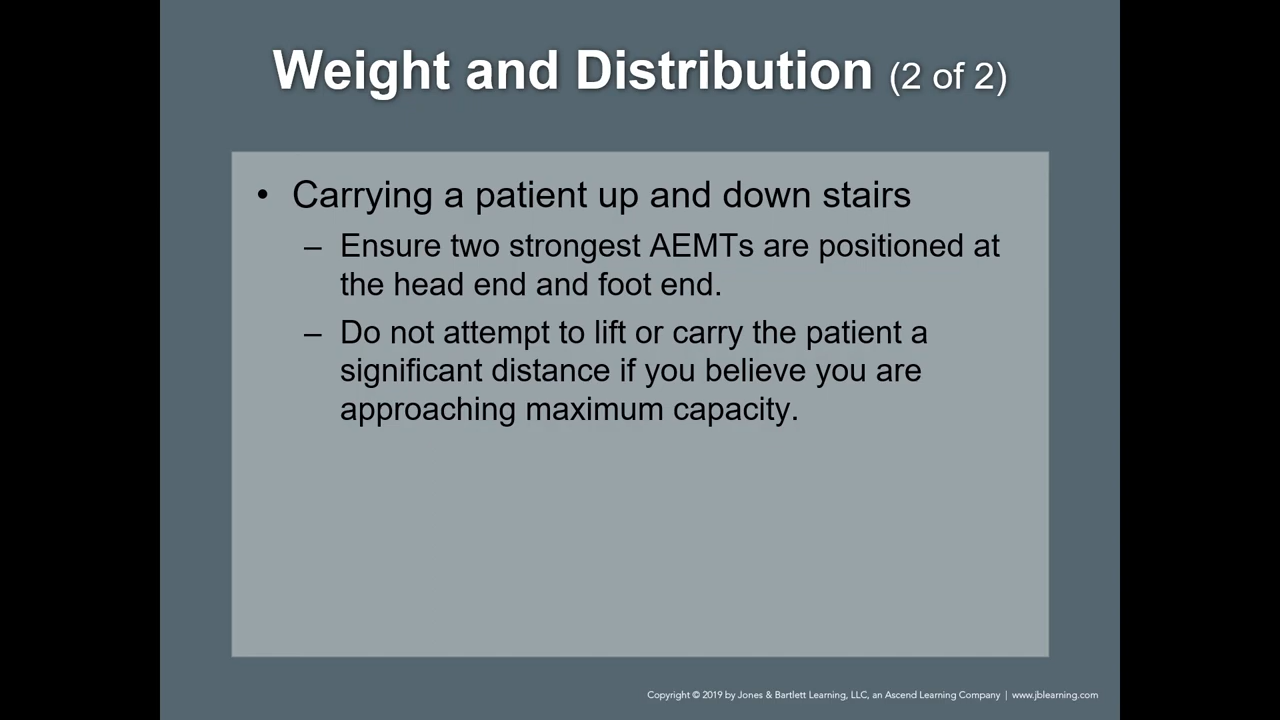 Weight and Distribution (2 of 2)
• Carrying a patient up and down stairs
– Ensure two strongest AEMTs are positioned at
the head end and foot end.
– Do not attempt to lift or carry the patient a
significant distance if you believe you are
approaching maximum capacity.
Copyright © 2019 by Jones & Bartlett Learning, LLC, an Ascend Learning Company | www.jblearning.com